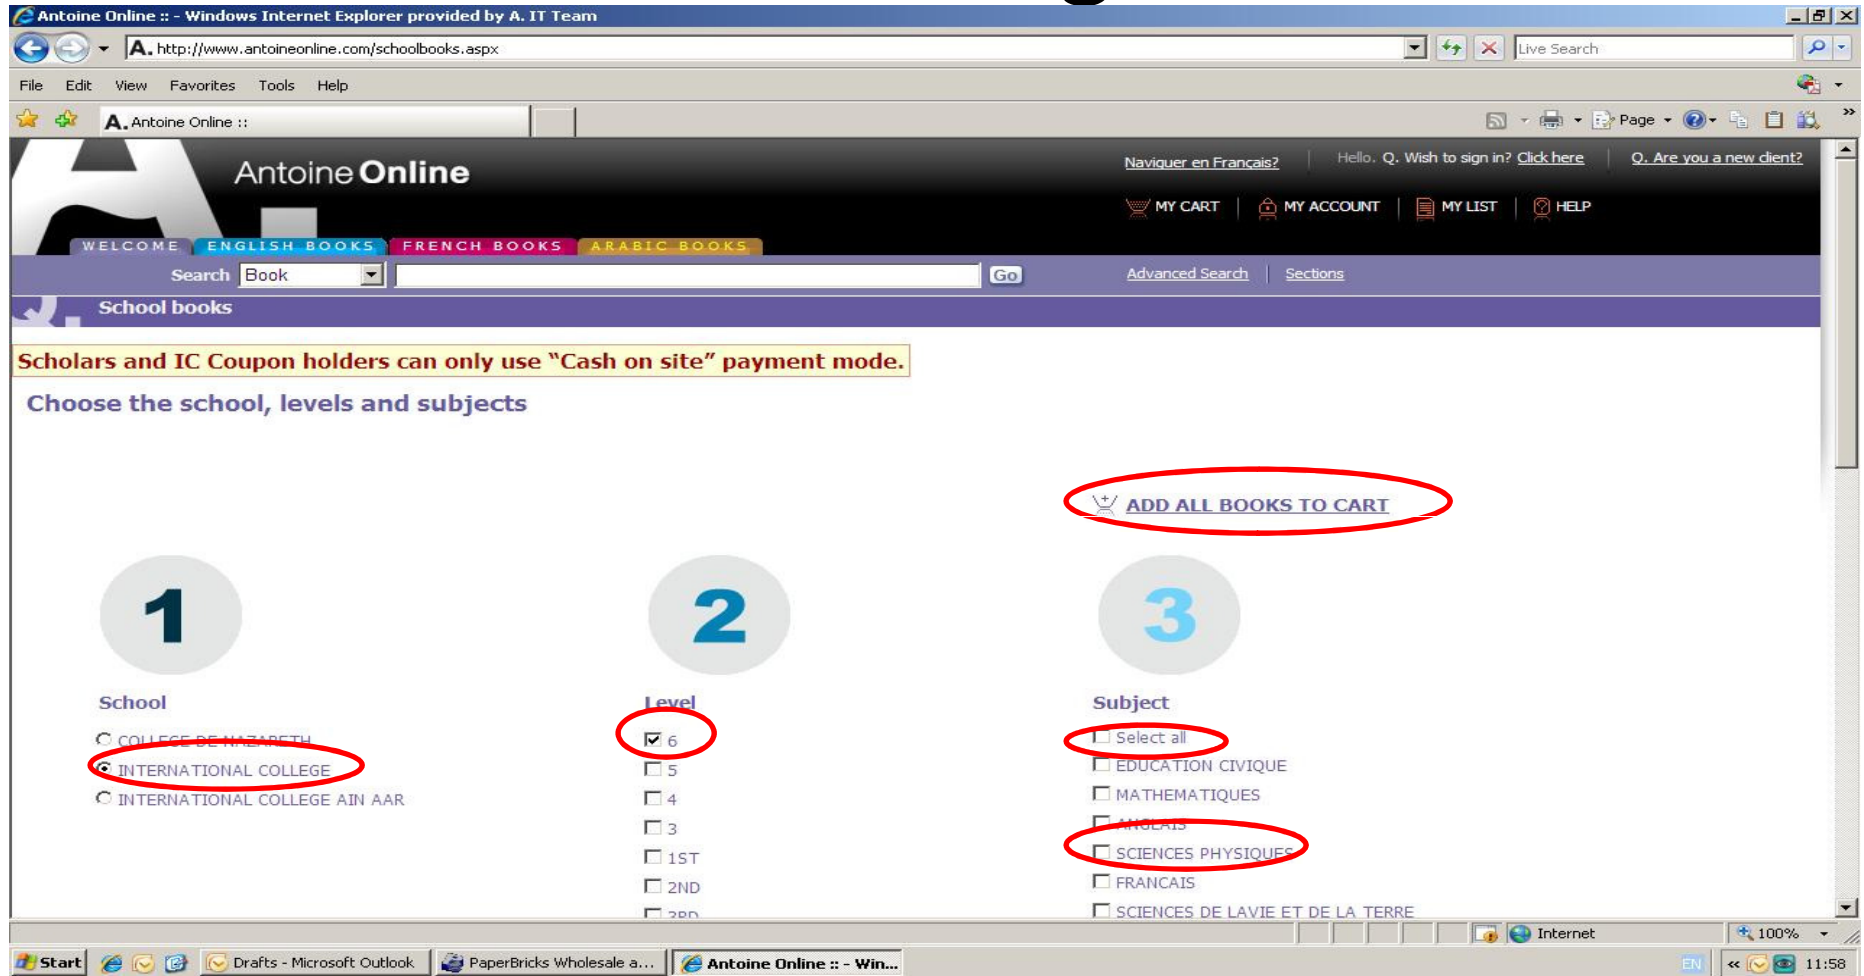 Antoine Online :: - Windows Internet Explorer provided by A. IT Team
A. http://www.antoineonline.com/schoolbooks.aspx
Live Search
File Edit View Favorites Tools Help
A. Antoine Online ::
Page
A.
Antoine Online
Naviguer en Français? Hello. Q. Wish to sign in? Click here Q. Are you a new client?
MY CART MY ACCOUNT MY LIST HELP
WELCOME ENGLISH BOOKS FRENCH BOOKS ARABIC BOOKS
Search Book Go Advanced Search Sections
School books
Scholars and IC Coupon holders can only use “Cash on site” payment mode.
Choose the school, levels and subjects
ADD ALL BOOKS TO CART
1 2 3
School Level Subject
COLLEGE DE NAZARETH 6 Select all
INTERNATIONAL COLLEGE 5 EDUCATION CIVIQUE
INTERNATIONAL COLLEGE AIN AAR 4 MATHEMATIQUES
3 ANGLAIS
1ST SCIENCES PHYSIQUES
2ND FRANCAIS
3RD SCIENCES DE LAVIE ET DE LA TERRE
Internet 100%
Start Drafts - Microsoft Outlook PaperBricks Wholesale a... Antoine Online :: - Win... EN 11:58